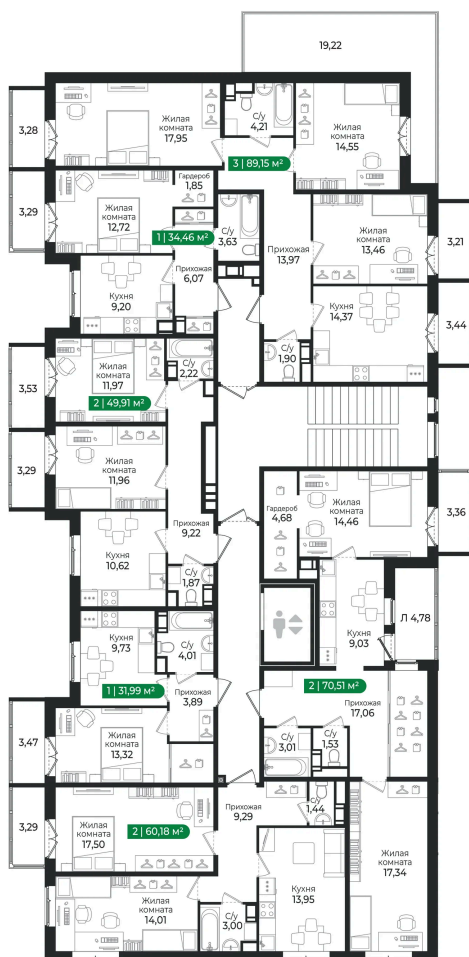 19,22
3,28
Жилая
комната
17,95
С/у
4,21
Жилая
комната
14,55
3 | 89,15 м²
3,29
Жилая
комната
12,72
Гардероб
1,85
1 | 34,46 м²
С/у
3,63
Прихожая
13,97
Жилая
комната
13,46
3,21
Кухня
9,20
Прихожая
6,07
Кухня
14,37
3,44
С/у
1,90
3,53
Жилая
комната
11,97
С/у
2,22
2 | 49,91 м²
3,29
Жилая
комната
11,96
Гардероб
4,68
Жилая
комната
14,46
3,36
Кухня
10,62
Прихожая
9,22
С/у
1,87
Кухня
9,03
Л 4,78
Кухня
9,73
С/у
4,01
1 | 31,99 м²
Прихожая
3,89
2 | 70,51 м²
Прихожая
17,06
3,47
Жилая
комната
13,32
С/у
3,01
С/у
1,53
3,29
Жилая
комната
17,50
2 | 60,18 м²
Прихожая
9,29
С/у
1,44
Жилая
комната
17,34
Жилая
комната
14,01
С/у
3,00
Кухня
13,95